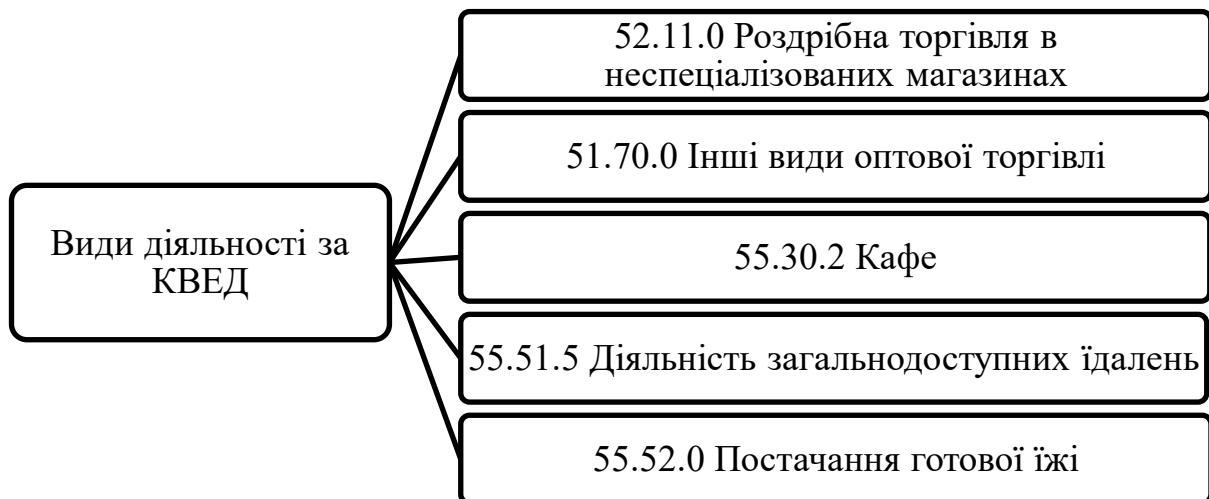 Види діяльності за
КВЕД
52.11.0 Роздрібна торгівля в
неспеціалізованих магазинах
51.70.0 Інші види оптової торгівлі
55.30.2 Кафе
55.51.5 Діяльність загальнодоступних їдалень
55.52.0 Постачання готової їжі